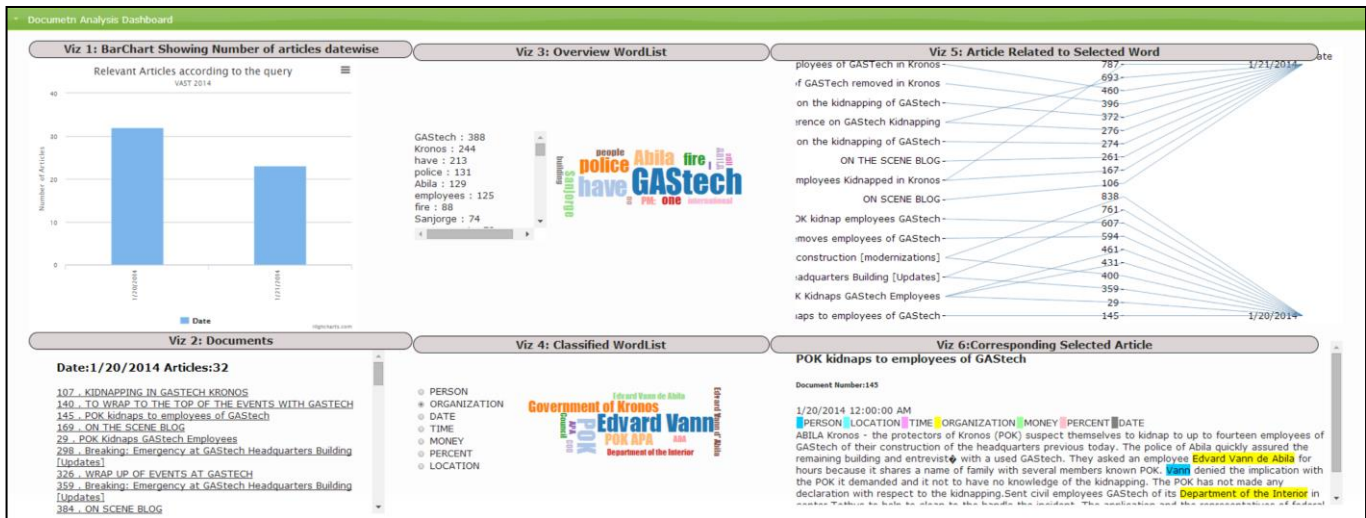 Documetn Analysis Dashboard
Viz 1: BarChart Showing Number of articles datewise
Relevant Articles according to the query
VAST 2014
40
30
20
10
0
Number of Articles
1/20/2014
1/21/2014
Date
Highcharts.com
Viz 2: Documents
Date:1/20/2014 Articles:32
107 , KIDNAPPING IN GASTECH KRONOS
140 , TO WRAP TO THE TOP OF THE EVENTS WITH GASTECH
145 , POK kidnaps to employees of GAStech
169 , ON THE SCENE BLOG
29 , POK Kidnaps GAStech Employees
298 , Breaking: Emergency at GAStech Headquarters Building
[Updates]
326 , WRAP UP OF EVENTS AT GASTECH
359 , Breaking: Emergency at GAStech Headquarters Building
[Updates]
384 , ON SCENE BLOG
Viz 3: Overview WordList
GAStech : 388
Kronos : 244
have : 213
police : 131
Abila : 129
employees : 125
fire : 88
Sanjorge : 74
people
police
Abila
fire
ABILA
building
Sanjorge
have
GAStech
PM:
one
international
Viz 4: Classified WordList
PERSON
ORGANIZATION
DATE
TIME
MONEY
PERCENT
LOCATION
Edvard Vann de Abila
Government of Kronos
Council
APA
POK
Edvard Vann
POK APA
Department of the Interior
Edvard Vann d' Abila
Viz 5: Article Related to Selected Word
ate
ployees of GASTech in Kronos
of GASTech removed in Kronos
on the kidnapping of GAStech
rence on GAStech Kidnapping
on the kidnapping of GAStech
ON THE SCENE BLOG
mployees Kidnapped in Kronos
ON SCENE BLOG
OK kidnap employees GAStech
emoves employees of GAStech
construction [modernizations]
eadquarters Building [Updates]
K Kidnaps GAStech Employees
aps to employees of GAStech
787
693
460
396
372
276
274
261
167
106
838
761
607
594
461
431
400
359
29
145
1/21/2014
1/20/2014
Viz 6:Corresponding Selected Article
POK kidnaps to employees of GAStech
Document Number:145
1/20/2014 12:00:00 AM
PERSON LOCATION TIME ORGANIZATION MONEY PERCENT DATE
ABILA Kronos - the protectors of Kronos (POK) suspect themselves to kidnap to up to fourteen employees of
GAStech of their construction of the headquarters previous today. The police of Abila quickly assured the
remaining building and entrevist� with a used GAStech. They asked an employee Edvard Vann de Abila for
hours because it shares a name of family with several members known POK. Vann denied the implication with
the POK it demanded and it not to have no knowledge of the kidnapping. The POK has not made any
declaration with respect to the kidnapping.Sent civil employees GAStech of its Department of the Interior in